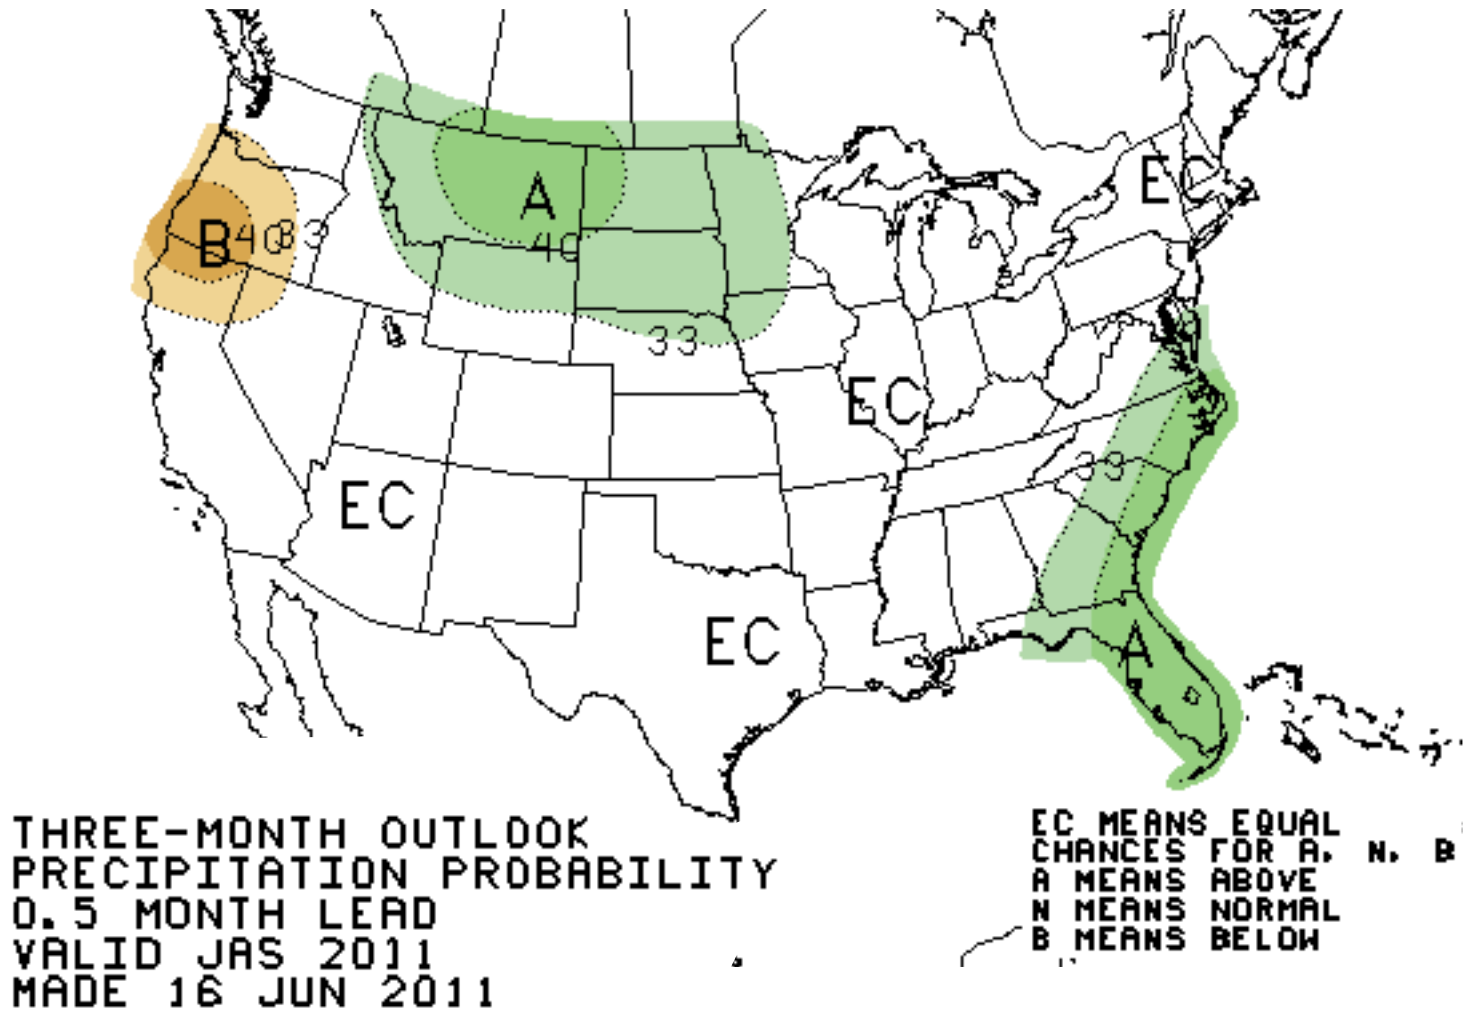 EC
A
B 40 33
40
33
EC
33
EC
EC
A
THREE-MONTH OUTLOOK
PRECIPITATION PROBABILITY
0.5 MONTH LEAD
VALID JAS 2011
MADE 16 JUN 2011
EC MEANS EQUAL
CHANCES FOR A. N. B
A MEANS ABOVE
N MEANS NORMAL
B MEANS BELOW